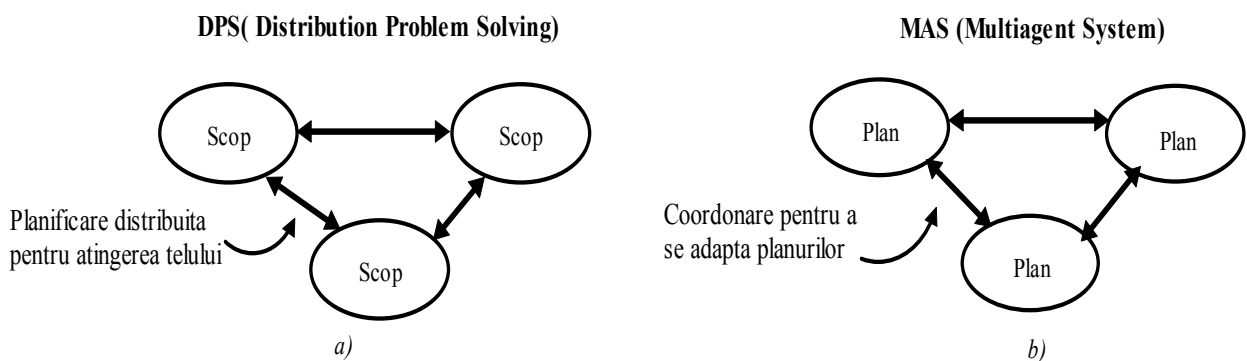 DPS( Distribution Problem Solving)
Scop
Scop
Planificare distribuita
pentru atingerea telului
Scop
a)
MAS (Multiagent System)
Plan
Plan
Coordonare pentru a
se adapta planurilor
Plan
b)